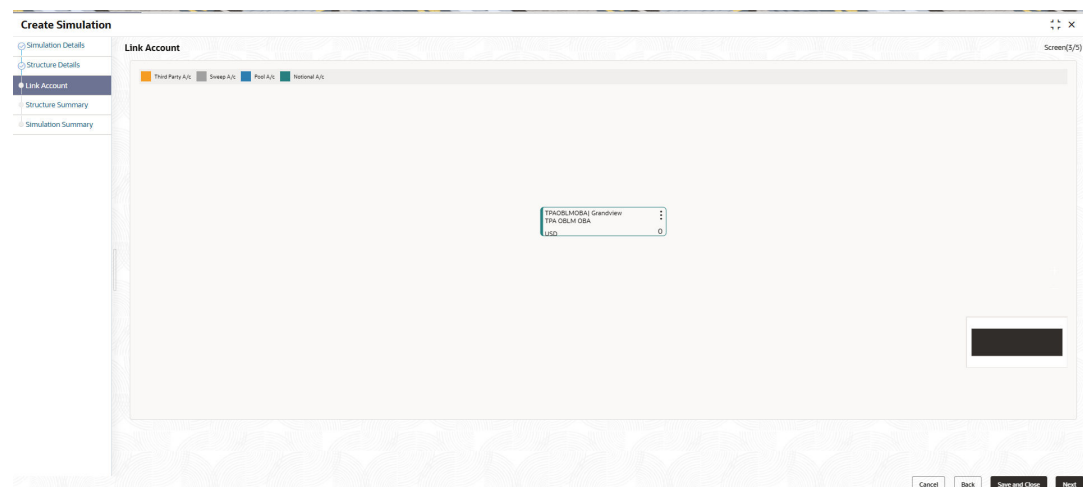 Create Simulation
Simulation Details
Structure Details
Link Account
Structure Summary
Simulation Summary
Link Account
Screen(3/5)
Third Party A/c Sweep A/c Pool A/c Notional A/c
TPAOBLMOBA| Grandview
TPA OBLM OBA
USD 0
Cancel Back Save and Close Next